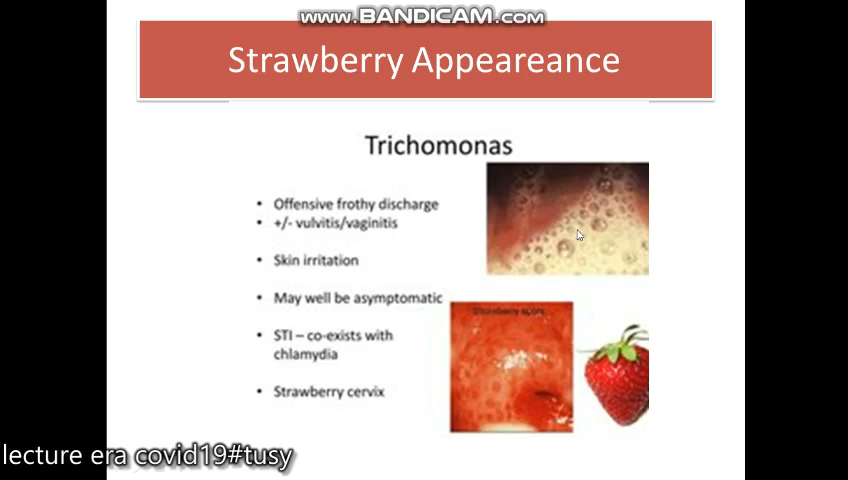 www.BANDICAM.com
Strawberry Appeareance
Trichomonas
• Offensive frothy discharge
• +/- vulvitis/vaginitis
• Skin irritation
• May well be asymptomatic
• STI – co-exists with
chlamydia
• Strawberry cervix
Strawberry
lecture era covid19#tusy